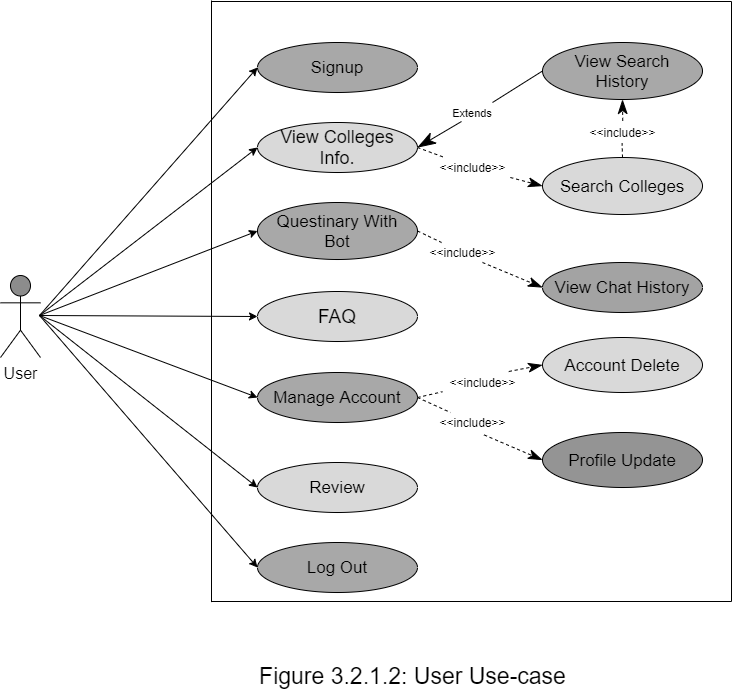 Signup
View Search
History
Extends
<<include>>
View Colleges
Info.
<<include>>
Search Colleges
Questinary With
Bot
<<include>>
View Chat History
FAQ
User
Account Delete
<<include>>
Manage Account
<<include>>
Profile Update
Review
Log Out
Figure 3.2.1.2: User Use-case